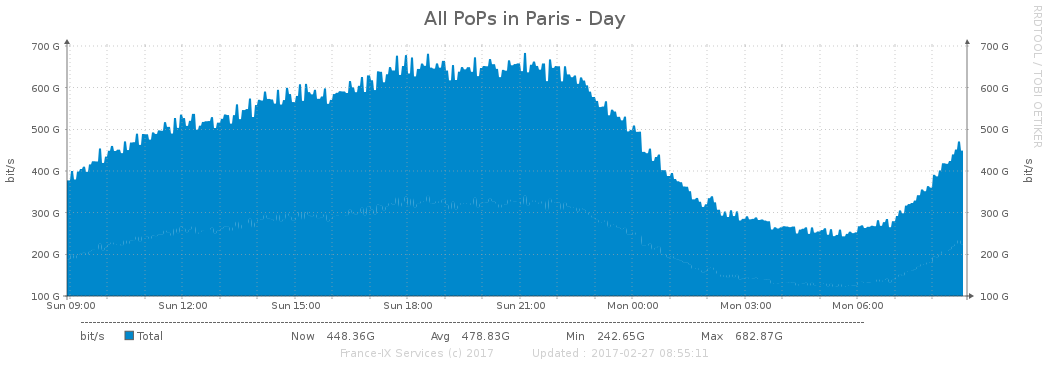 All PoPs in Paris - Day
RRDTOOL / TOBI OETIKER
700 G 700 G
600 G 600 G
500 G 500 G
400 G 400 G
300 G 300 G
200 G 200 G
100 G 100 G
bit/s bit/s
Sun 09:00 Sun 12:00 Sun 15:00 Sun 18:00 Sun 21:00 Mon 00:00 Mon 03:00 Mon 06:00
bit/s Total Now 448.36G Avg 478.83G Min 242.65G Max 682.87G
France-IX Services (c) 2017 Updated : 2017-02-27 08:55:11